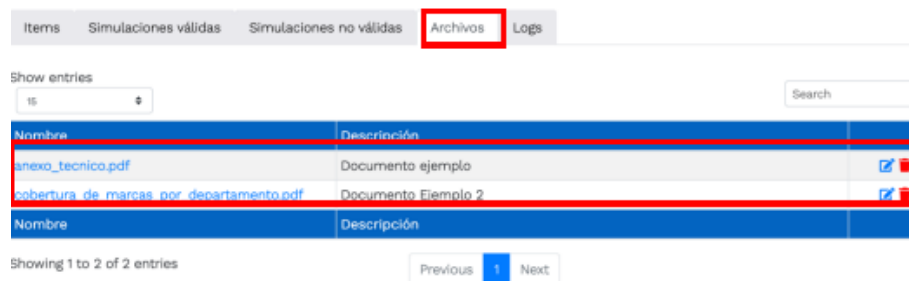 Items Simulaciones válidas Simulaciones no válidas Archivos Logs
Show entries
15
Search
Nombre Descripción
anexo_tecnico.pdf Documento ejemplo
cobertura_de_marcas_por_departamento.pdf Documento Ejemplo 2
Nombre Descripción
Showing 1 to 2 of 2 entries
Previous 1 Next